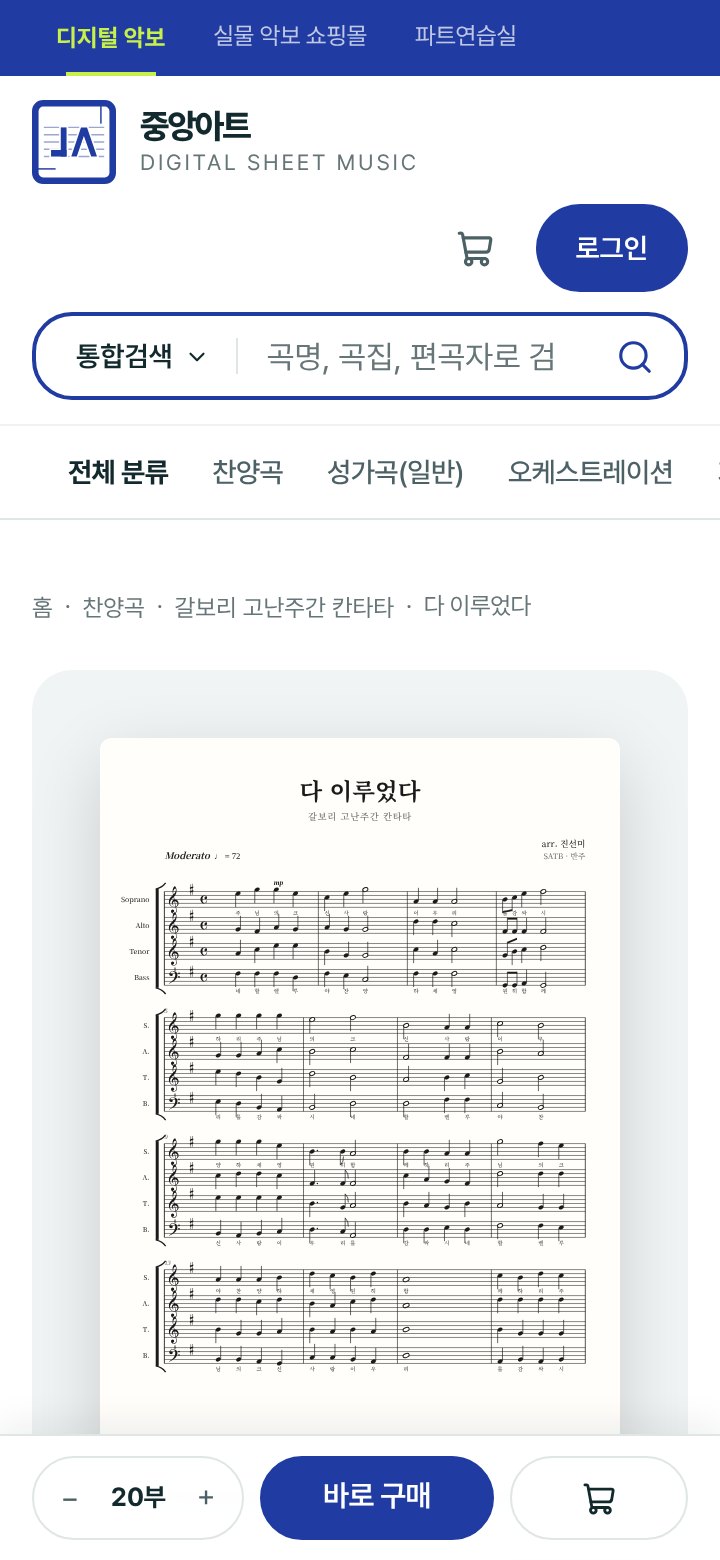 디지털 악보 실물 악보 쇼핑몰 파트연습실
JA 중앙아트
DIGITAL SHEET MUSIC
로그인
통합검색 곡명, 곡집, 편곡자로 검
전체 분류 찬양곡 성가곡(일반) 오케스트레이션
홈 · 찬양곡 · 갈보리 고난주간 칸타타 · 다 이루었다
다 이루었다
갈보리 고난주간 칸타타
arr. 진선미
Moderato ♩ = 72 SATB · 반주
mp
Soprano
Alto
Tenor
Bass
S.
A.
T.
B.
S.
A.
T.
B.
S.
A.
T.
B.
− 20부 + 바로 구매